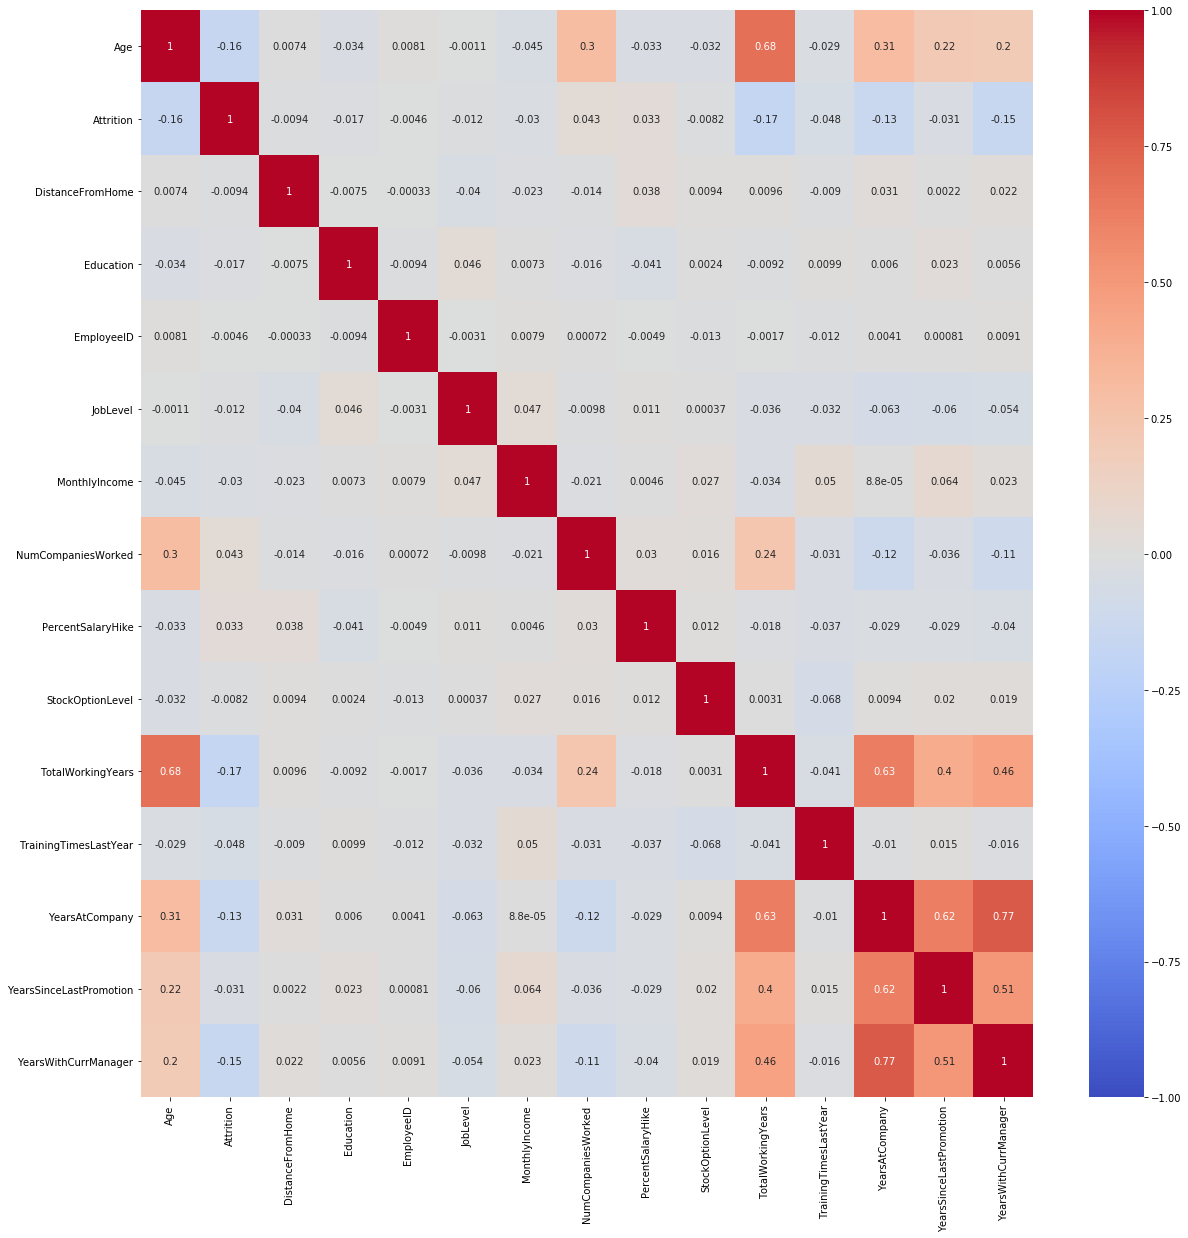 Age 1 -0.16 0.0074 -0.034 0.0081 -0.0011 -0.045 0.3 -0.033 -0.032 0.68 -0.029 0.31 0.22 0.2
Attrition -0.16 1 -0.0094 -0.017 -0.0046 -0.012 -0.03 0.043 0.033 -0.0082 -0.17 -0.048 -0.13 -0.031 -0.15
DistanceFromHome 0.0074 -0.0094 1 -0.0075 -0.00033 -0.04 -0.023 -0.014 0.038 0.0094 0.0096 -0.009 0.031 0.0022 0.022
Education -0.034 -0.017 -0.0075 1 -0.0094 0.046 0.0073 -0.016 -0.041 0.0024 -0.0092 0.0099 0.006 0.023 0.0056
EmployeeID 0.0081 -0.0046 -0.00033 -0.0094 1 -0.0031 0.0079 0.00072 -0.0049 -0.013 -0.0017 -0.012 0.0041 0.00081 0.0091
JobLevel -0.0011 -0.012 -0.04 0.046 -0.0031 1 0.047 -0.0098 0.011 0.00037 -0.036 -0.032 -0.063 -0.06 -0.054
MonthlyIncome -0.045 -0.03 -0.023 0.0073 0.0079 0.047 1 -0.021 0.0046 0.027 -0.034 0.05 8.8e-05 0.064 0.023
NumCompaniesWorked 0.3 0.043 -0.014 -0.016 0.00072 -0.0098 -0.021 1 0.03 0.016 0.24 -0.031 -0.12 -0.036 -0.11
PercentSalaryHike -0.033 0.033 0.038 -0.041 -0.0049 0.011 0.0046 0.03 1 0.012 -0.018 -0.037 -0.029 -0.029 -0.04
StockOptionLevel -0.032 -0.0082 0.0094 0.0024 -0.013 0.00037 0.027 0.016 0.012 1 0.0031 -0.068 0.0094 0.02 0.019
TotalWorkingYears 0.68 -0.17 0.0096 -0.0092 -0.0017 -0.036 -0.034 0.24 -0.018 0.0031 1 -0.041 0.63 0.4 0.46
TrainingTimesLastYear -0.029 -0.048 -0.009 0.0099 -0.012 -0.032 0.05 -0.031 -0.037 -0.068 -0.041 1 -0.01 0.015 -0.016
YearsAtCompany 0.31 -0.13 0.031 0.006 0.0041 -0.063 8.8e-05 -0.12 -0.029 0.0094 0.63 -0.01 1 0.62 0.77
YearsSinceLastPromotion 0.22 -0.031 0.0022 0.023 0.00081 -0.06 0.064 -0.036 -0.029 0.02 0.4 0.015 0.62 1 0.51
YearsWithCurrManager 0.2 -0.15 0.022 0.0056 0.0091 -0.054 0.023 -0.11 -0.04 0.019 0.46 -0.016 0.77 0.51 1
Age
Attrition
DistanceFromHome
Education
EmployeeID
JobLevel
MonthlyIncome
NumCompaniesWorked
PercentSalaryHike
StockOptionLevel
TotalWorkingYears
TrainingTimesLastYear
YearsAtCompany
YearsSinceLastPromotion
YearsWithCurrManager
1.00
0.75
0.50
0.25
0.00
−0.25
−0.50
−0.75
−1.00